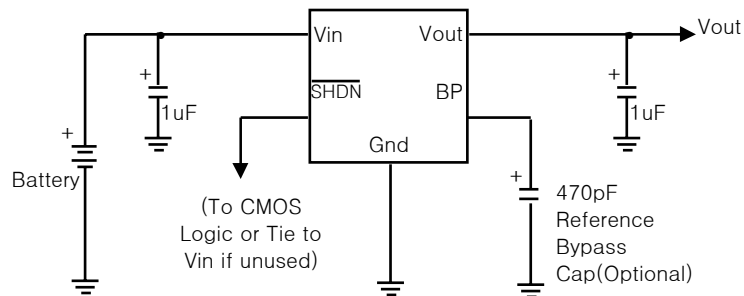 Vin
Vout
Vout
+
+
SHDN
BP
1uF
1uF
+
Gnd
Battery
+
(To CMOS
Logic or Tie to
Vin if unused)
470pF
Reference
Bypass
Cap(Optional)